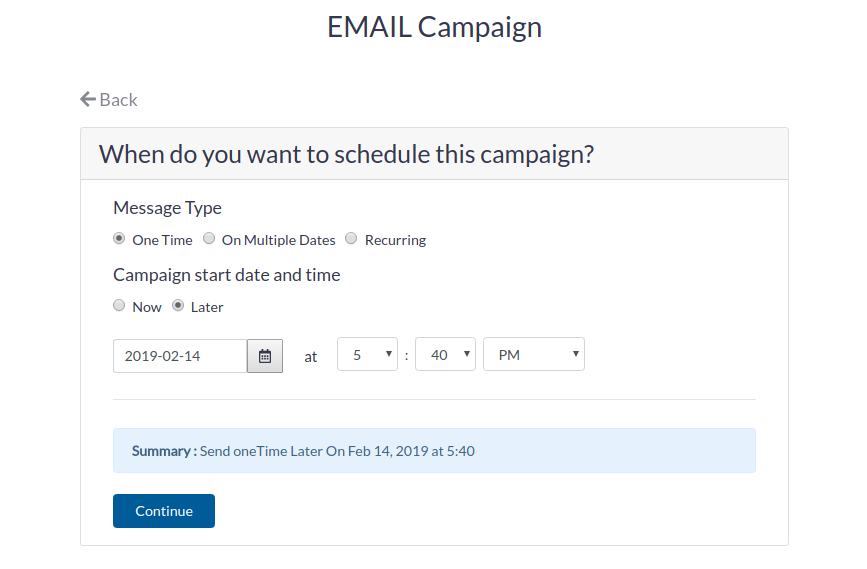 EMAIL Campaign
Back
When do you want to schedule this campaign?
Message Type
One Time On Multiple Dates Recurring
Campaign start date and time
Now Later
2019-02-14 at 5 : 40 PM
Summary : Send oneTime Later On Feb 14, 2019 at 5:40
Continue